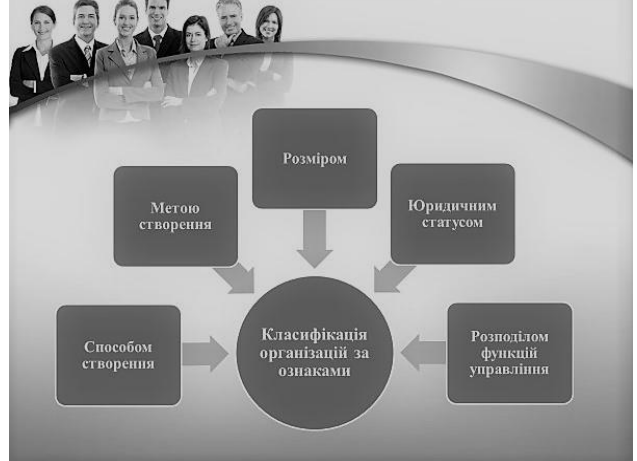 Розміром
Метою
створення
Юридичним
статусом
Способом
створення
Класифікація
організацій за
ознаками
Розподілом
функцій
управління